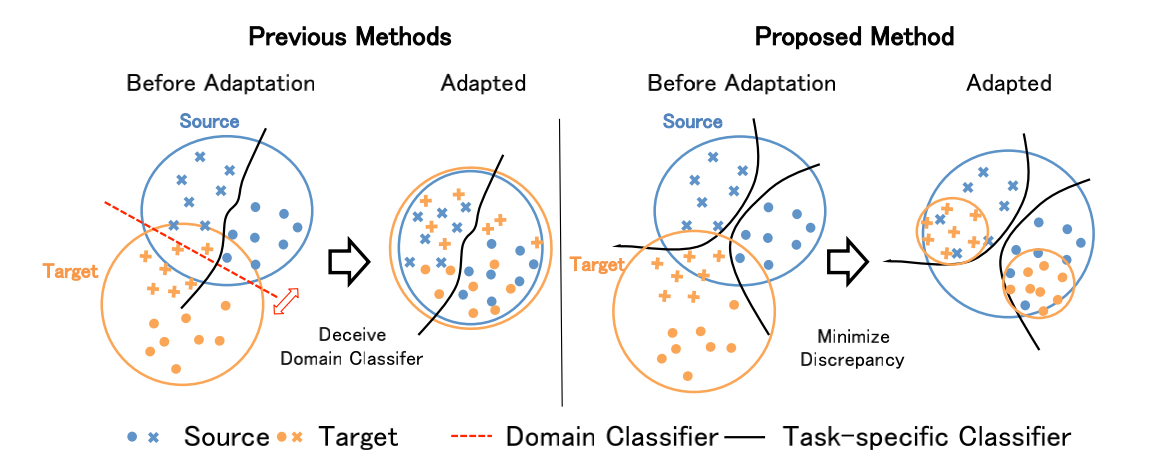 Previous Methods
Proposed Method
Before Adaptation
Adapted
Before Adaptation
Adapted
Source
Source
Target
Target
Deceive
Domain Classifer
Minimize
Discrepancy
Source Target Domain Classifier Task-specific Classifier